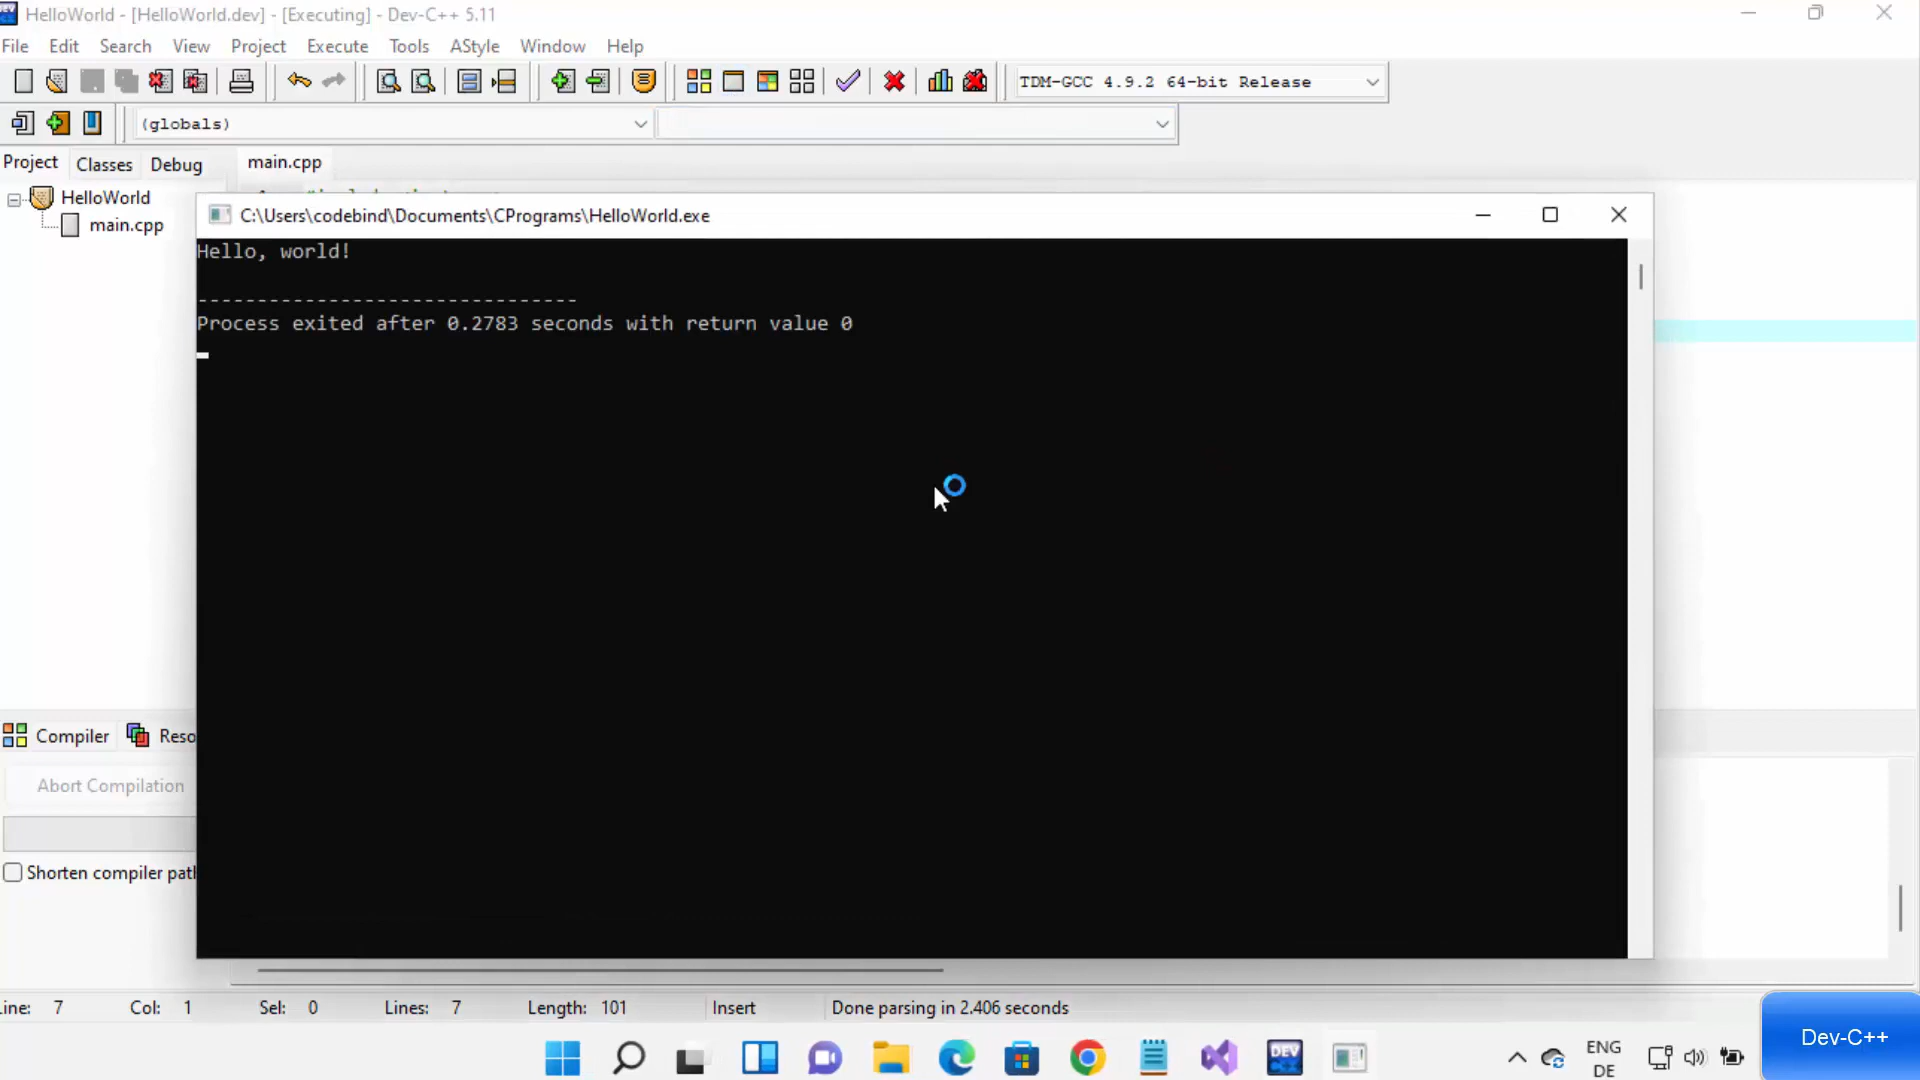 HelloWorld - [HelloWorld.dev] - [Executing] - Dev-C++ 5.11
File Edit Search View Project Execute Tools AStyle Window Help
TDM-GCC 4.9.2 64-bit Release
(globals)
Project Classes Debug main.cpp
HelloWorld
main.cpp
C:\Users\codebind\Documents\CPrograms\HelloWorld.exe
Hello, world!
--------------------------------
Process exited after 0.2783 seconds with return value 0
Compiler Reso
Abort Compilation
Shorten compiler path
ine: 7 Col: 1 Sel: 0 Lines: 7 Length: 101 Insert Done parsing in 2.406 seconds
DEV
ENG
DE
Dev-C++